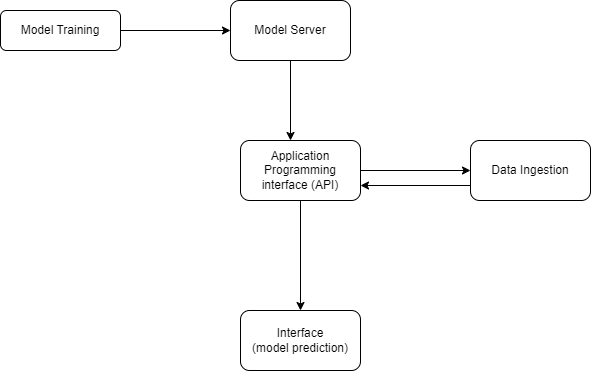 Model Training
Model Server
Application
Programming
interface (API)
Data Ingestion
Interface
(model prediction)